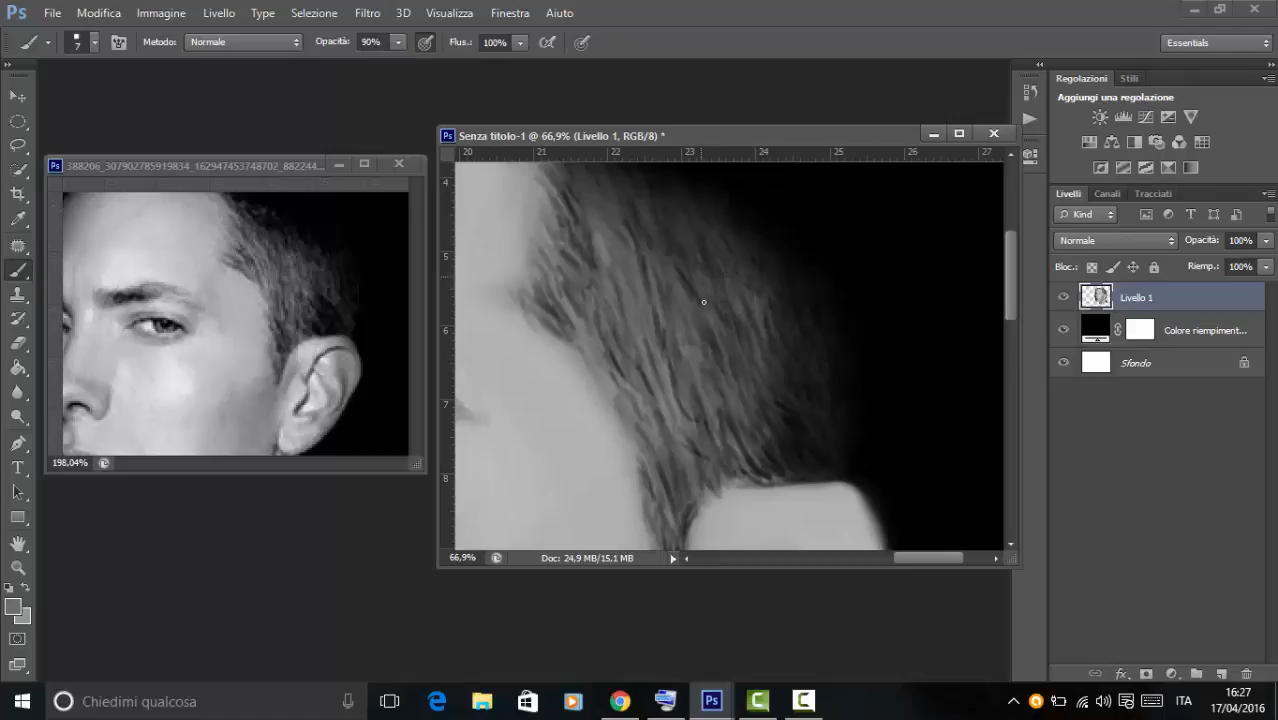 Ps File Modifica Immagine Livello Type Selezione Filtro 3D Visualizza Finestra Aiuto
7 Metodo: Normale Opacità: 90% Flus.: 100% Essentials
Regolazioni Stili
Aggiungi una regolazione
Senza titolo-1 @ 66,9% (Livello 1, RGB/8) *
20 21 22 23 24 25 26 27
388206_307902785919834_162947453748702_882244...
4
5
6
7
8
Livelli Canali Tracciati
Kind
Normale Opacità: 100%
Bloc.: Riemp.: 100%
Livello 1
Colore riempiment...
Sfondo
198,04%
66,9% Doc: 24,9 MB/15,1 MB
Chiedimi qualcosa
ITA
16:27
17/04/2016